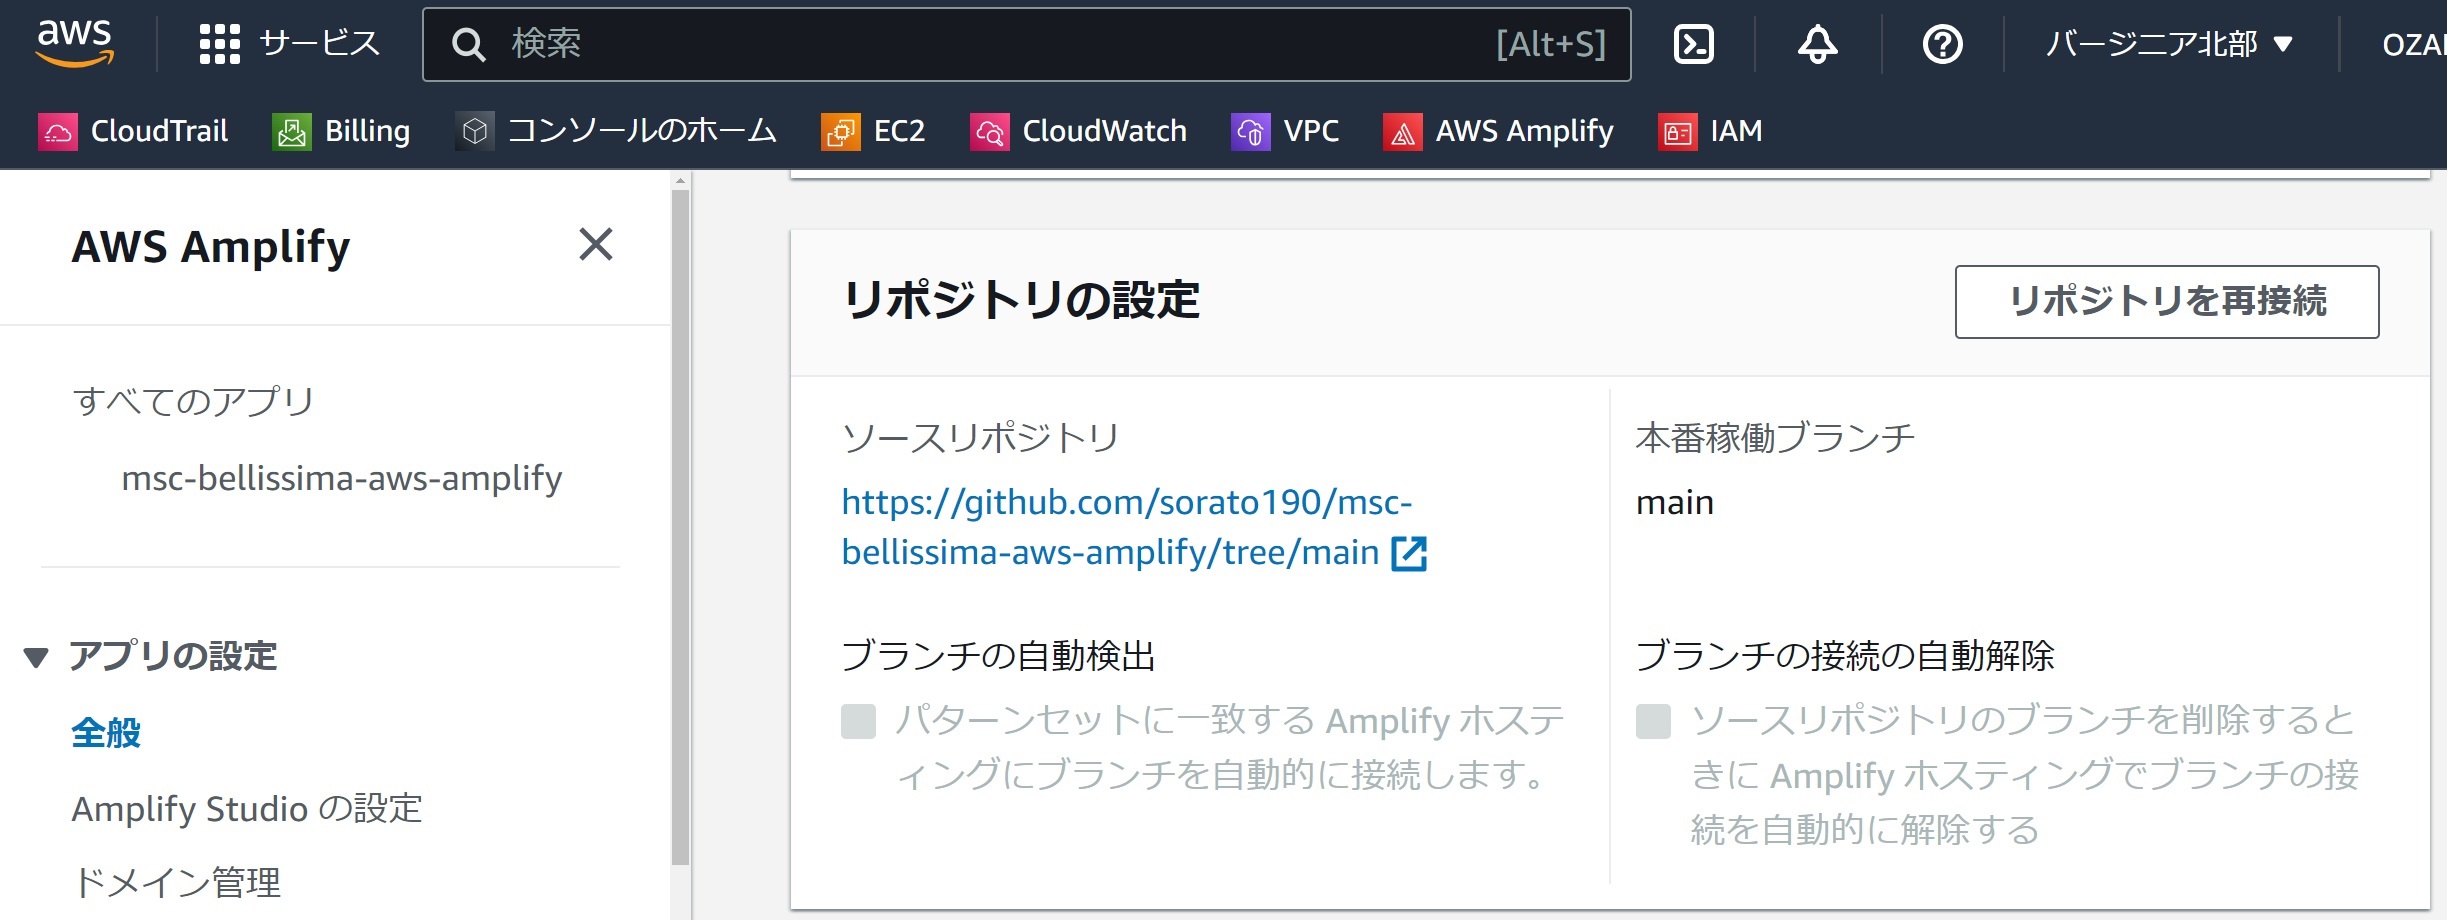 aws
サービス
検索
[Alt+S]
バージニア北部
OZA
CloudTrail
Billing
コンソールのホーム
EC2
CloudWatch
VPC
AWS Amplify
IAM
AWS Amplify
すべてのアプリ
msc-bellissima-aws-amplify
アプリの設定
全般
Amplify Studio の設定
ドメイン管理
リポジトリの設定
リポジトリを再接続
ソースリポジトリ
https://github.com/sorato190/msc-
bellissima-aws-amplify/tree/main
本番稼働ブランチ
main
ブランチの自動検出
パターンセットに一致する Amplify ホステ
ィングにブランチを自動的に接続します。
ブランチの接続の自動解除
ソースリポジトリのブランチを削除すると
きに Amplify ホスティングでブランチの接
続を自動的に解除する